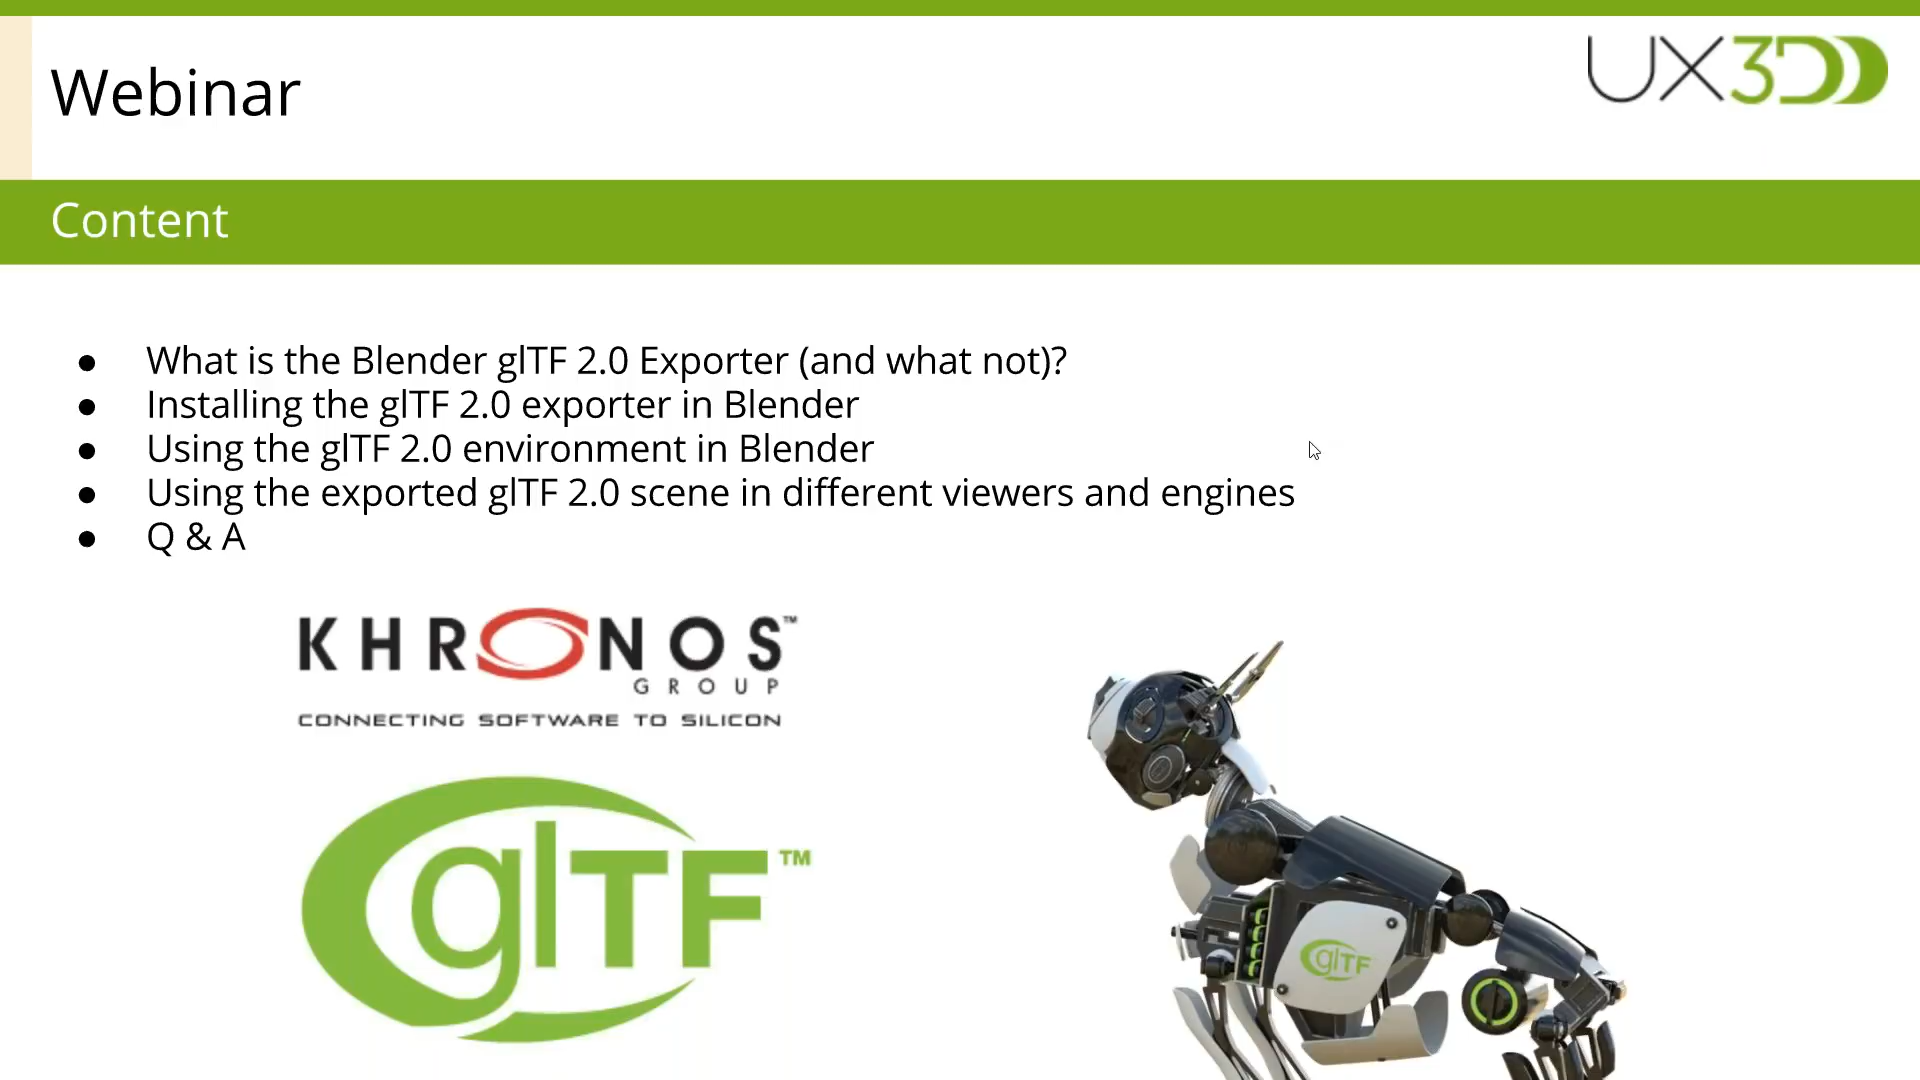 Webinar
UX3D
Content
● What is the Blender glTF 2.0 Exporter (and what not)?
● Installing the glTF 2.0 exporter in Blender
● Using the glTF 2.0 environment in Blender
● Using the exported glTF 2.0 scene in different viewers and engines
● Q & A
KHRONOS™
GROUP
CONNECTING SOFTWARE TO SILICON
glTF™
glTF